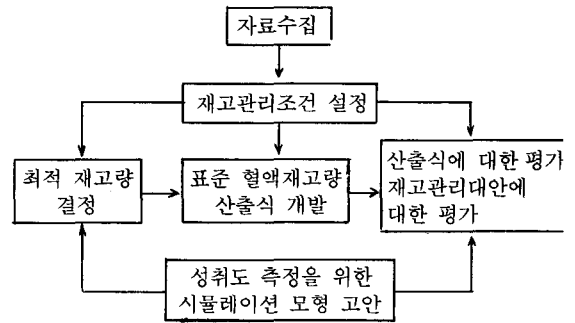 자료수집
재고관리조건 설정
최적 재고량
결정
표준 혈액재고량
산출식 개발
산출식에 대한 평가
재고관리대안에
대한 평가
성취도 측정을 위한
시뮬레이션 모형 고안